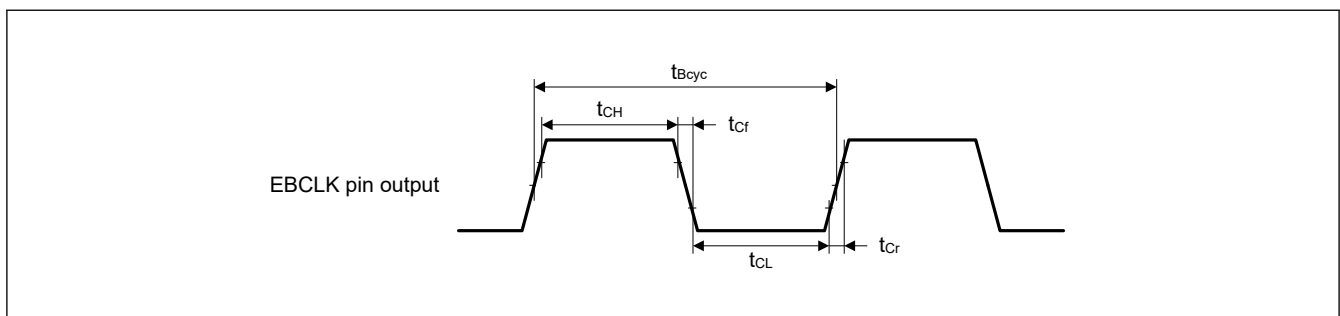 tBcyc
tCH
tCf
EBCLK pin output
tCL
tCr